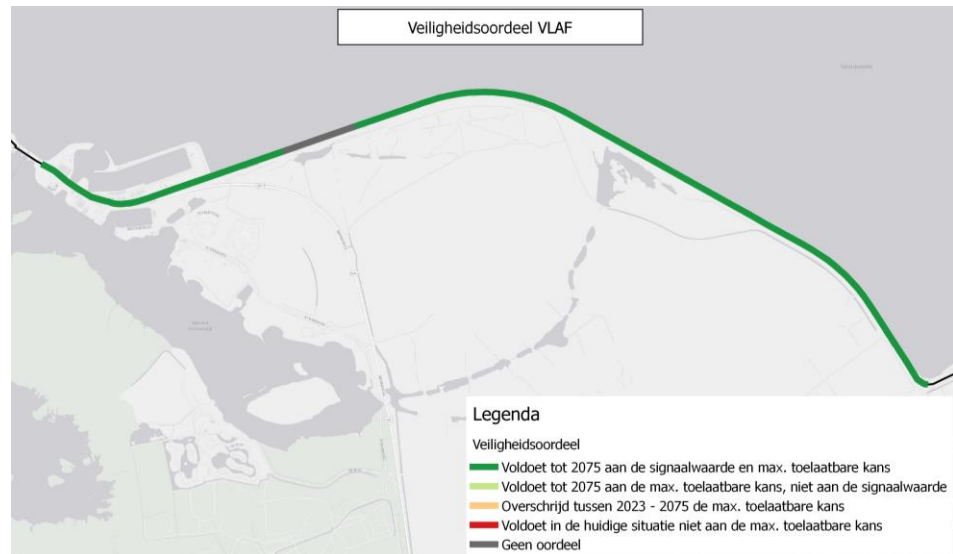 Veiligheidsoordeel VLAF
Legenda
Veiligheidsoordeel
Voldoet tot 2075 aan de signaalwaarde en max. toelaatbare kans
Voldoet tot 2075 aan de max. toelaatbare kans, niet aan de signaalwaarde
Overschrijd tussen 2023 - 2075 de max. toelaatbare kans
Voldoet in de huidige situatie niet aan de max. toelaatbare kans
Geen oordeel